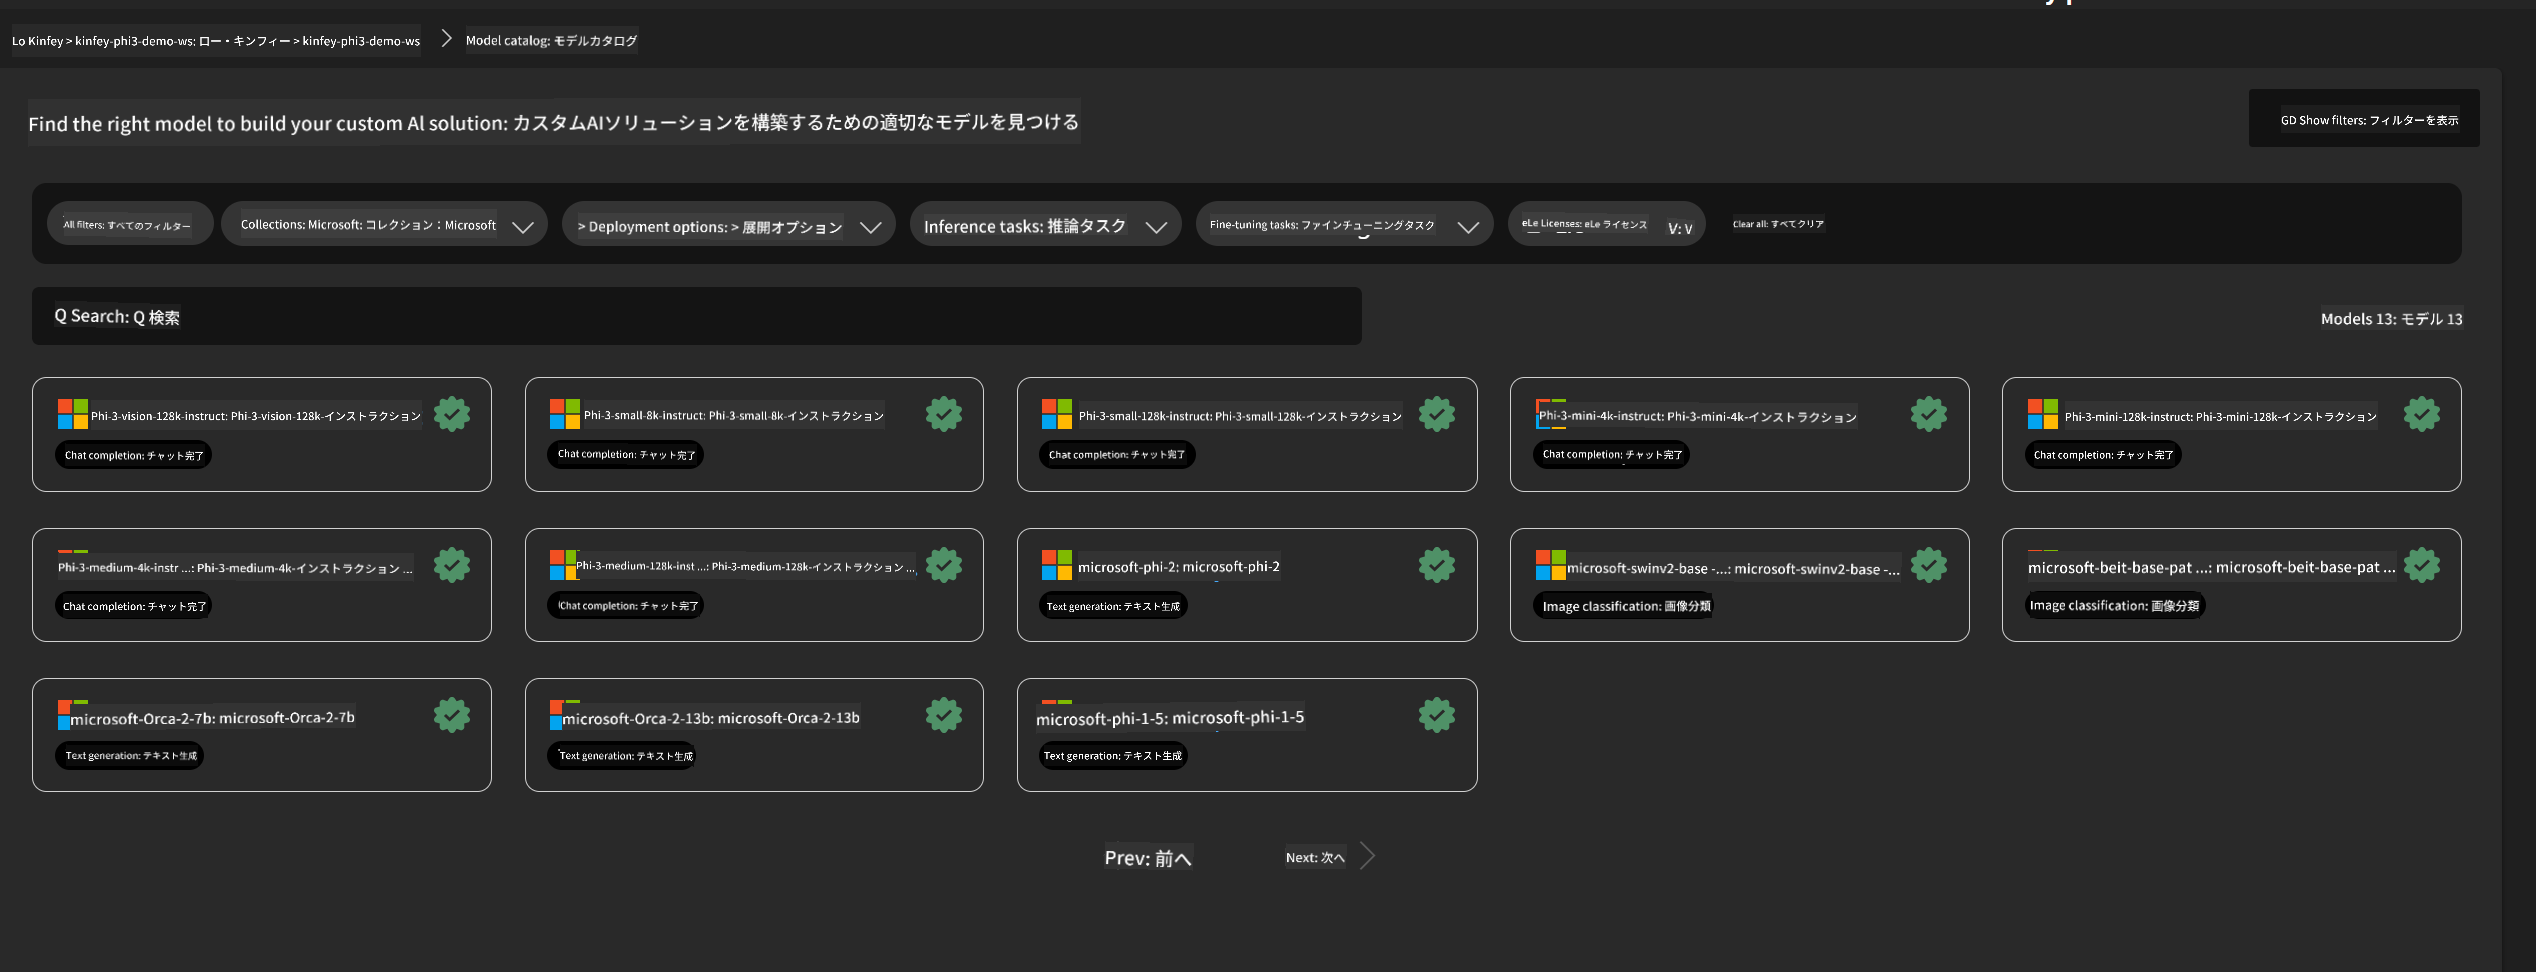 Lo Kinfey > kinfey-phi3-demo-ws: ロー・キンフィー > kinfey-phi3-demo-ws
Model catalog: モデルカタログ
Find the right model to build your custom AI solution: カスタムAIソリューションを構築するための適切なモデルを見つける
GD Show filters: フィルターを表示
All filters: すべてのフィルター
Collections: Microsoft: コレクション：Microsoft
> Deployment options: > 展開オプション
Inference tasks: 推論タスク
Fine-tuning tasks: ファインチューニングタスク
eLe Licenses: eLe ライセンス
V: V
Clear all: すべてクリア
Q Search: Q 検索
Models 13: モデル 13
Phi-3-vision-128k-instruct: Phi-3-vision-128k-インストラクション
Chat completion: チャット完了
Phi-3-small-8k-instruct: Phi-3-small-8k-インストラクション
Chat completion: チャット完了
Phi-3-small-128k-instruct: Phi-3-small-128k-インストラクション
Chat completion: チャット完了
Phi-3-mini-4k-instruct: Phi-3-mini-4k-インストラクション
Chat completion: チャット完了
Phi-3-mini-128k-instruct: Phi-3-mini-128k-インストラクション
Chat completion: チャット完了
Phi-3-medium-4k-instr ...: Phi-3-medium-4k-インストラクション ...
Chat completion: チャット完了
Phi-3-medium-128k-inst ...: Phi-3-medium-128k-インストラクション ...
Chat completion: チャット完了
microsoft-phi-2: microsoft-phi-2
Text generation: テキスト生成
microsoft-swinv2-base -...: microsoft-swinv2-base -...
Image classification: 画像分類
microsoft-beit-base-pat ...: microsoft-beit-base-pat ...
Image classification: 画像分類
microsoft-Orca-2-7b: microsoft-Orca-2-7b
Text generation: テキスト生成
microsoft-Orca-2-13b: microsoft-Orca-2-13b
Text generation: テキスト生成
microsoft-phi-1-5: microsoft-phi-1-5
Text generation: テキスト生成
Prev: 前へ
Next: 次へ